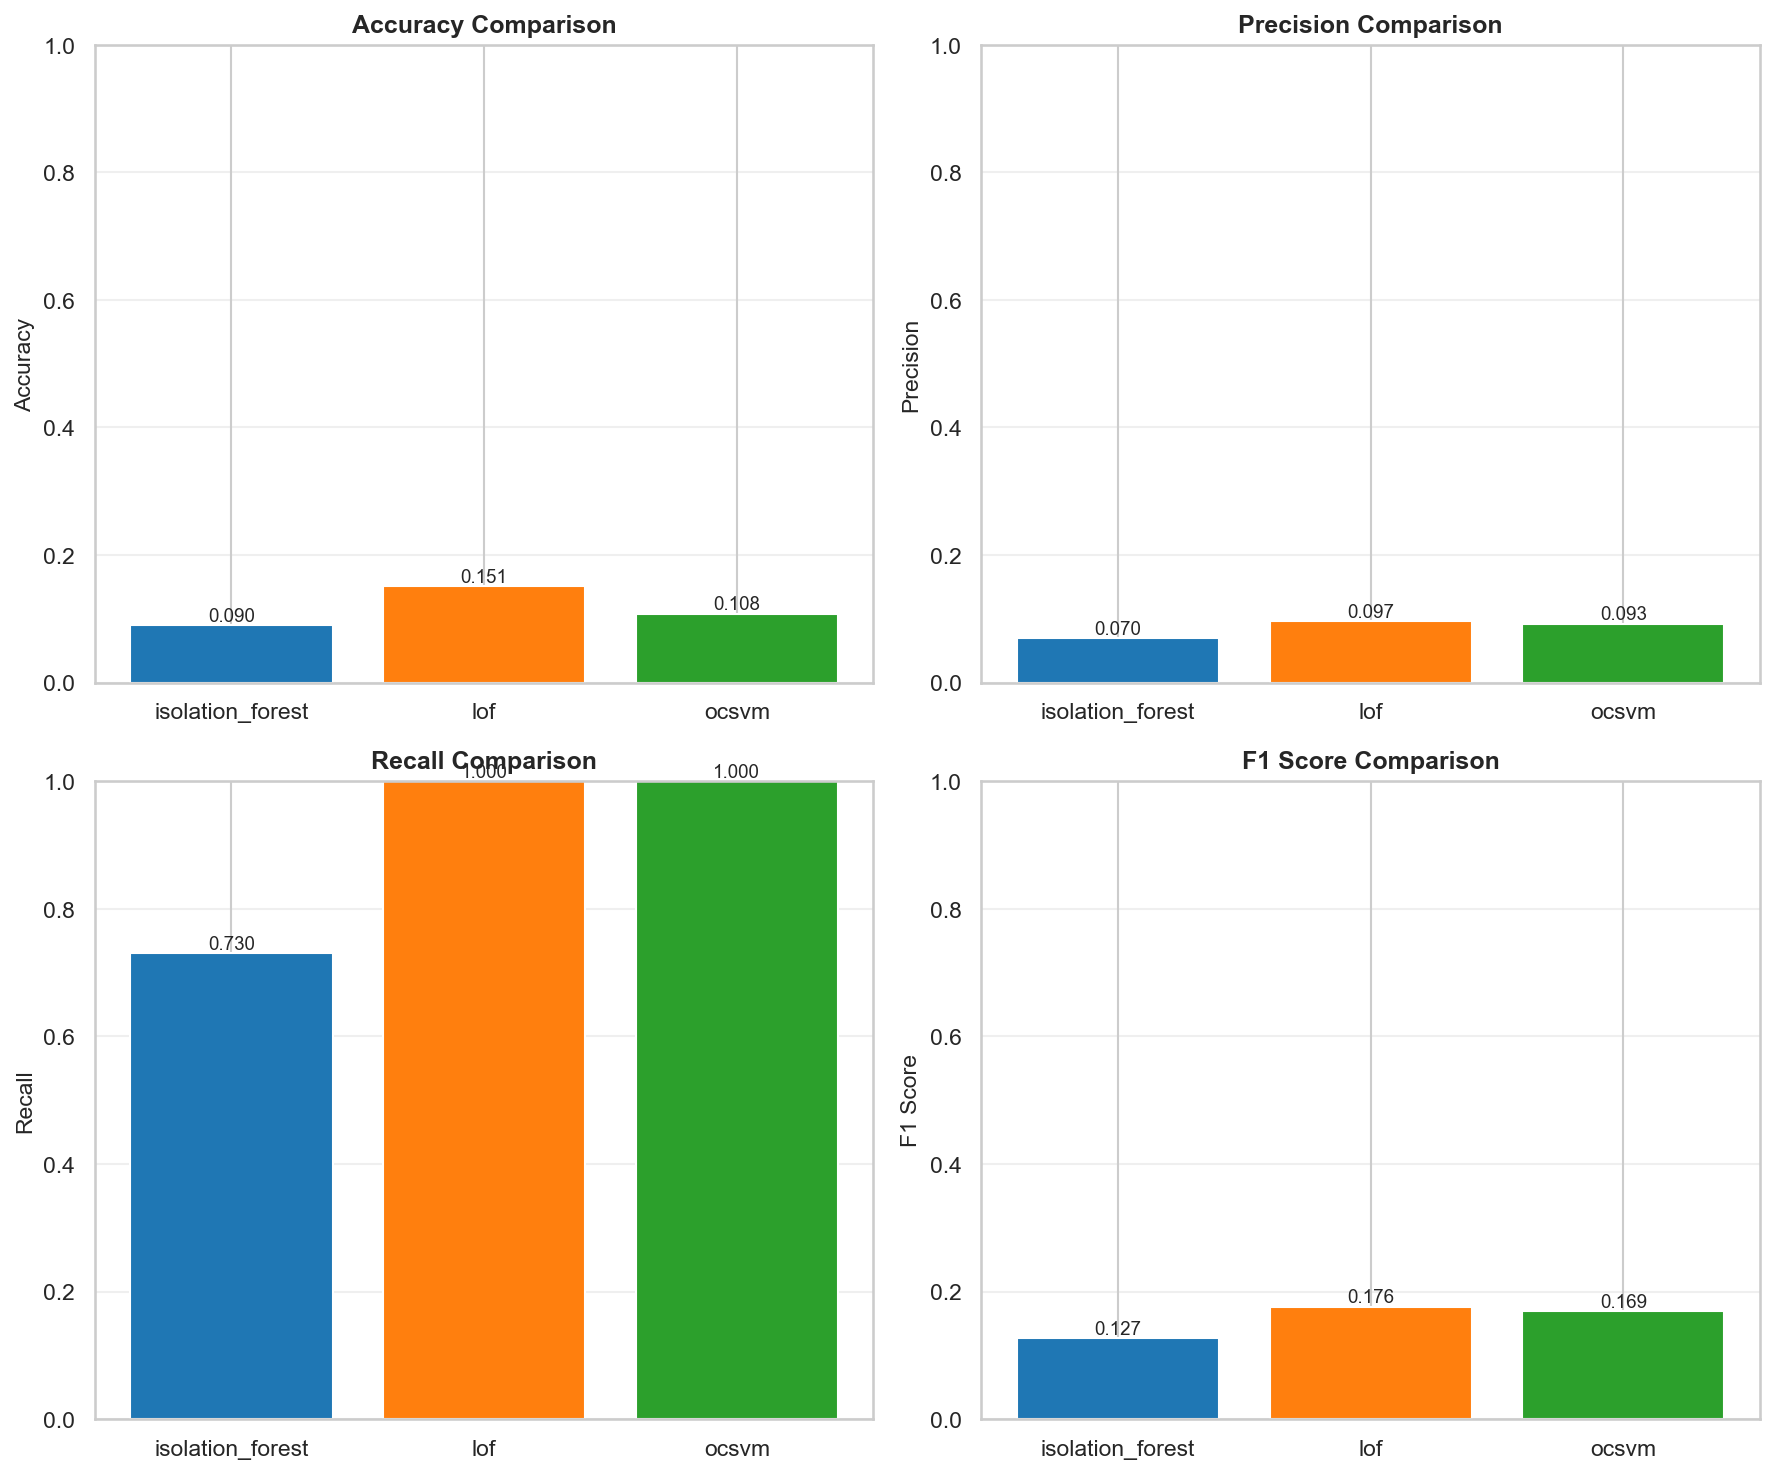 Accuracy Comparison
1.0
0.8
0.6
0.4
0.2
0.0
Accuracy
0.090
0.151
0.108
isolation_forest
lof
ocsvm
Precision Comparison
1.0
0.8
0.6
0.4
0.2
0.0
Precision
0.070
0.097
0.093
isolation_forest
lof
ocsvm
Recall Comparison
1.0
0.8
0.6
0.4
0.2
0.0
Recall
0.730
1.000
1.000
isolation_forest
lof
ocsvm
F1 Score Comparison
1.0
0.8
0.6
0.4
0.2
0.0
F1 Score
0.127
0.176
0.169
isolation_forest
lof
ocsvm